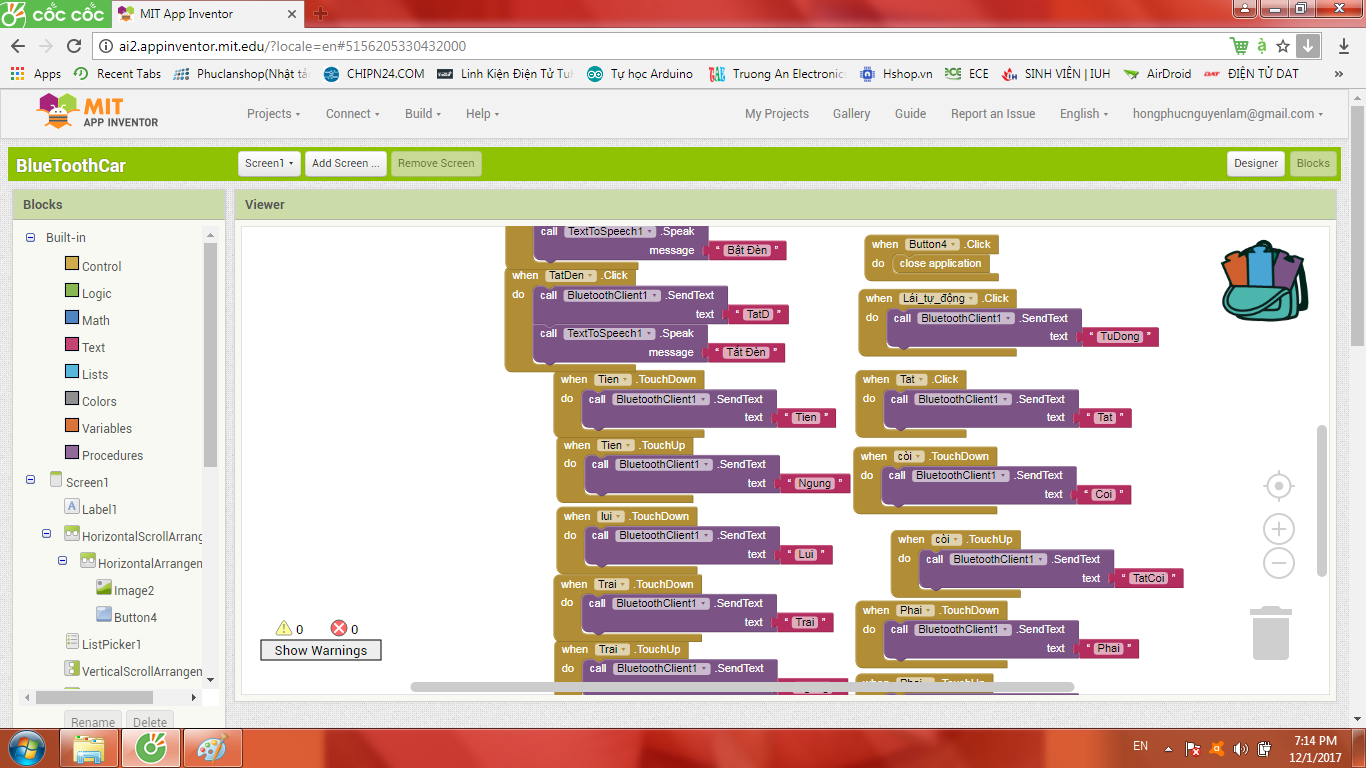 cốc cốc
MIT App Inventor
ai2.appinventor.mit.edu/?locale=en#5156205330432000
Apps
Recent Tabs
Phuclanshop(Nhật tả
CHIPN24.COM
Linh Kiện Điện Tử Tu
Tự học Arduino
Truong An Electronic
Hshop.vn
ECE
SINH VIÊN | IUH
AirDroid
ĐIỆN TỬ DAT
»
MIT
APP INVENTOR
Projects
Connect
Build
Help
My Projects
Gallery
Guide
Report an Issue
English
hongphucnguyenlam@gmail.com
BlueToothCar
Screen1
Add Screen ...
Remove Screen
Designer
Blocks
Blocks
Viewer
Built-in
Control
Logic
Math
Text
Lists
Colors
Variables
Procedures
Screen1
Label1
HorizontalScrollArrang
HorizontalArrangem
Image2
Button4
ListPicker1
VerticalScrollArrangem
Rename
Delete
call TextToSpeech1 .Speak
message " Bật Đèn "
when TatDen .Click
do call BluetoothClient1 .SendText
text " TatD "
call TextToSpeech1 .Speak
message " Tắt Đèn "
when Tien .TouchDown
do call BluetoothClient1 .SendText
text " Tien "
when Tien .TouchUp
do call BluetoothClient1 .SendText
text " Ngung "
when lui .TouchDown
do call BluetoothClient1 .SendText
text " Lui "
when Trai .TouchDown
do call BluetoothClient1 .SendText
text " Trai "
when Trai .TouchUp
do call BluetoothClient1 .SendText
when Button4 .Click
do close application
when Lái_tự_động .Click
do call BluetoothClient1 .SendText
text " TuDong "
when Tat .Click
do call BluetoothClient1 .SendText
text " Tat "
when còi .TouchDown
do call BluetoothClient1 .SendText
text " Coi "
when còi .TouchUp
do call BluetoothClient1 .SendText
text " TatCoi "
when Phai .TouchDown
do call BluetoothClient1 .SendText
text " Phai "
when Phai .TouchUp
0
0
Show Warnings
EN
7:14 PM
12/1/2017